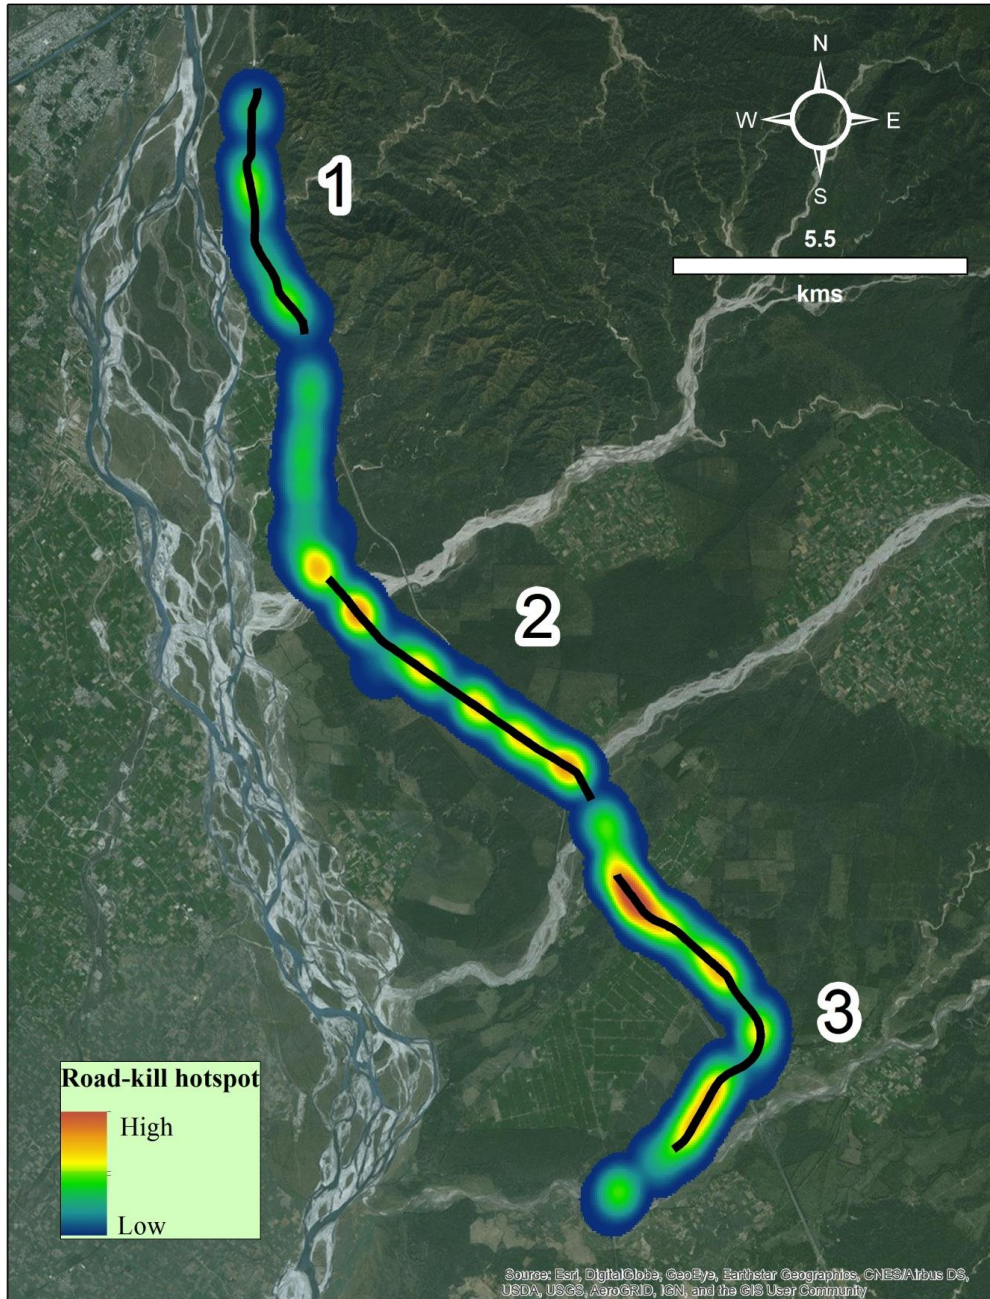 N
W E
S
5.5
kms
1
2
3
Road-kill hotspot
High
Low
Source: Esri, DigitalGlobe, GeoEye, Earthstar Geographics, CNES/Airbus DS,
USDA, USGS, AeroGRID, IGN, and the GIS User Community